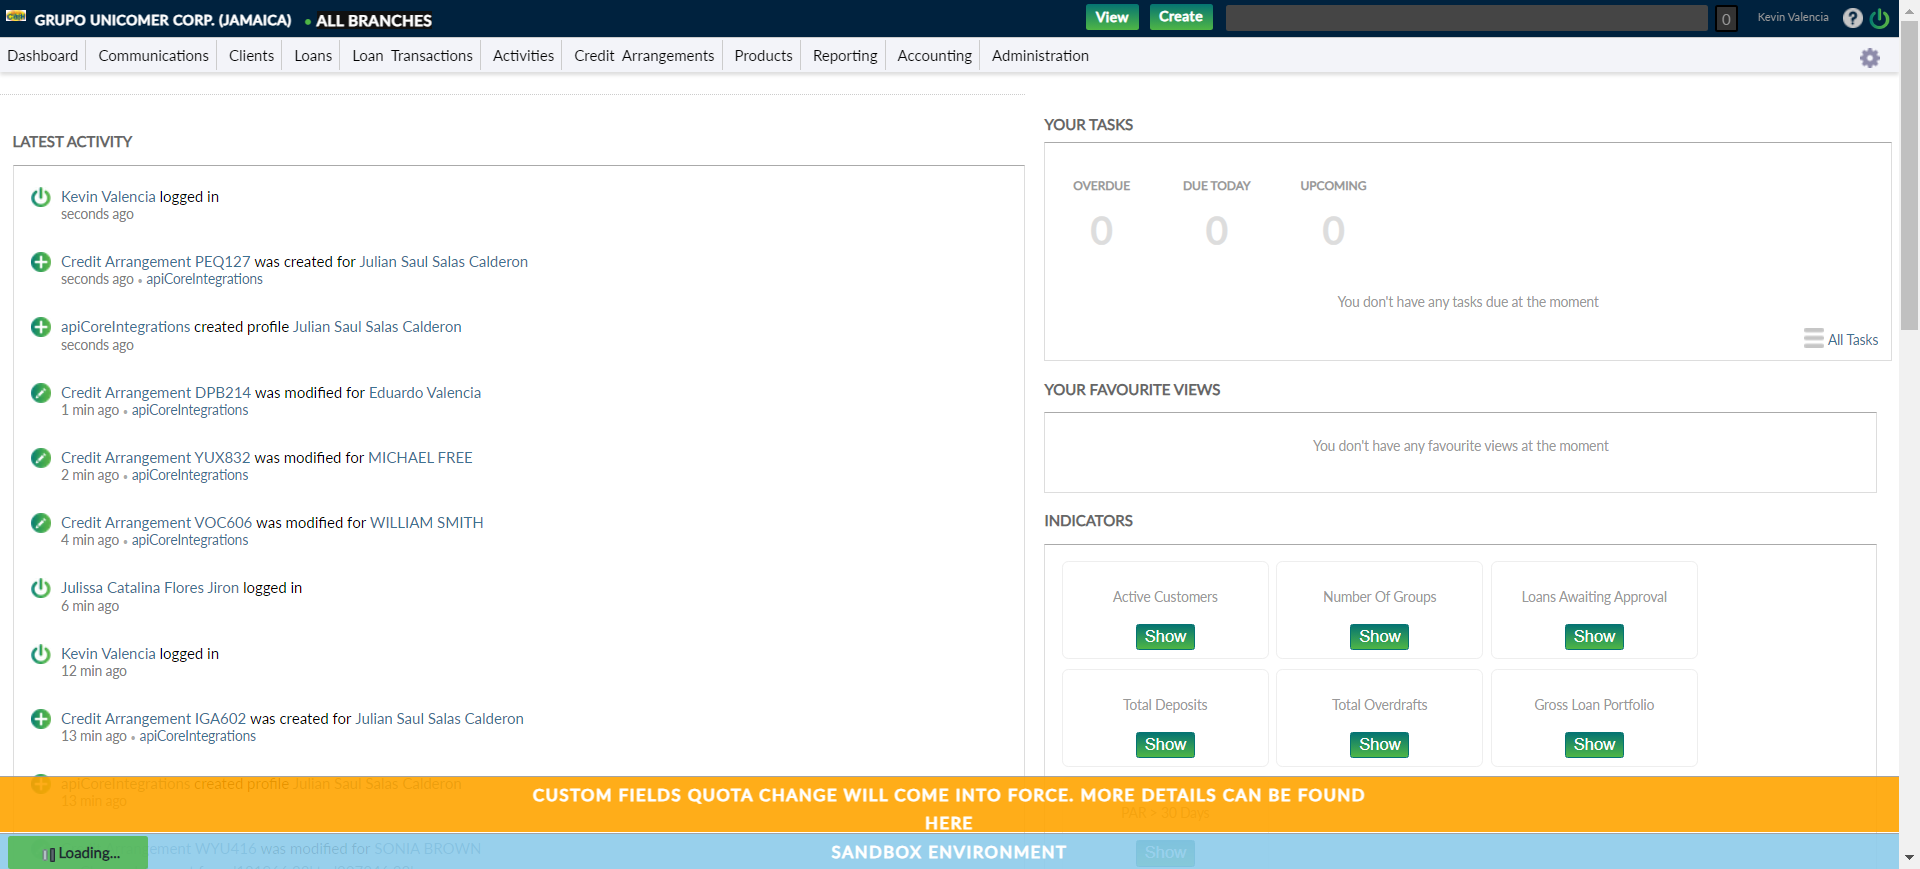 GRUPO UNICOMER CORP. (JAMAICA) • ALL BRANCHES
View
Create
0
Kevin Valencia
?
Dashboard
Communications
Clients
Loans
Loan Transactions
Activities
Credit Arrangements
Products
Reporting
Accounting
Administration
LATEST ACTIVITY
Kevin Valencia logged in
seconds ago
Credit Arrangement PEQ127 was created for Julian Saul Salas Calderon
seconds ago • apiCoreIntegrations
apiCoreIntegrations created profile Julian Saul Salas Calderon
seconds ago
Credit Arrangement DPB214 was modified for Eduardo Valencia
1 min ago • apiCoreIntegrations
Credit Arrangement YUX832 was modified for MICHAEL FREE
2 min ago • apiCoreIntegrations
Credit Arrangement VOC606 was modified for WILLIAM SMITH
4 min ago • apiCoreIntegrations
Julissa Catalina Flores Jiron logged in
6 min ago
Kevin Valencia logged in
12 min ago
Credit Arrangement IGA602 was created for Julian Saul Salas Calderon
13 min ago • apiCoreIntegrations
apiCoreIntegrations created profile Julian Saul Salas Calderon
13 min ago
WYU416 was modified for SONIA BROWN
YOUR TASKS
OVERDUE
DUE TODAY
UPCOMING
0
0
0
You don't have any tasks due at the moment
All Tasks
YOUR FAVOURITE VIEWS
You don't have any favourite views at the moment
INDICATORS
Active Customers
Show
Number Of Groups
Show
Loans Awaiting Approval
Show
Total Deposits
Show
Total Overdrafts
Show
Gross Loan Portfolio
Show
PAR > 30 Days
Show
CUSTOM FIELDS QUOTA CHANGE WILL COME INTO FORCE. MORE DETAILS CAN BE FOUND
HERE
Loading...
SANDBOX ENVIRONMENT